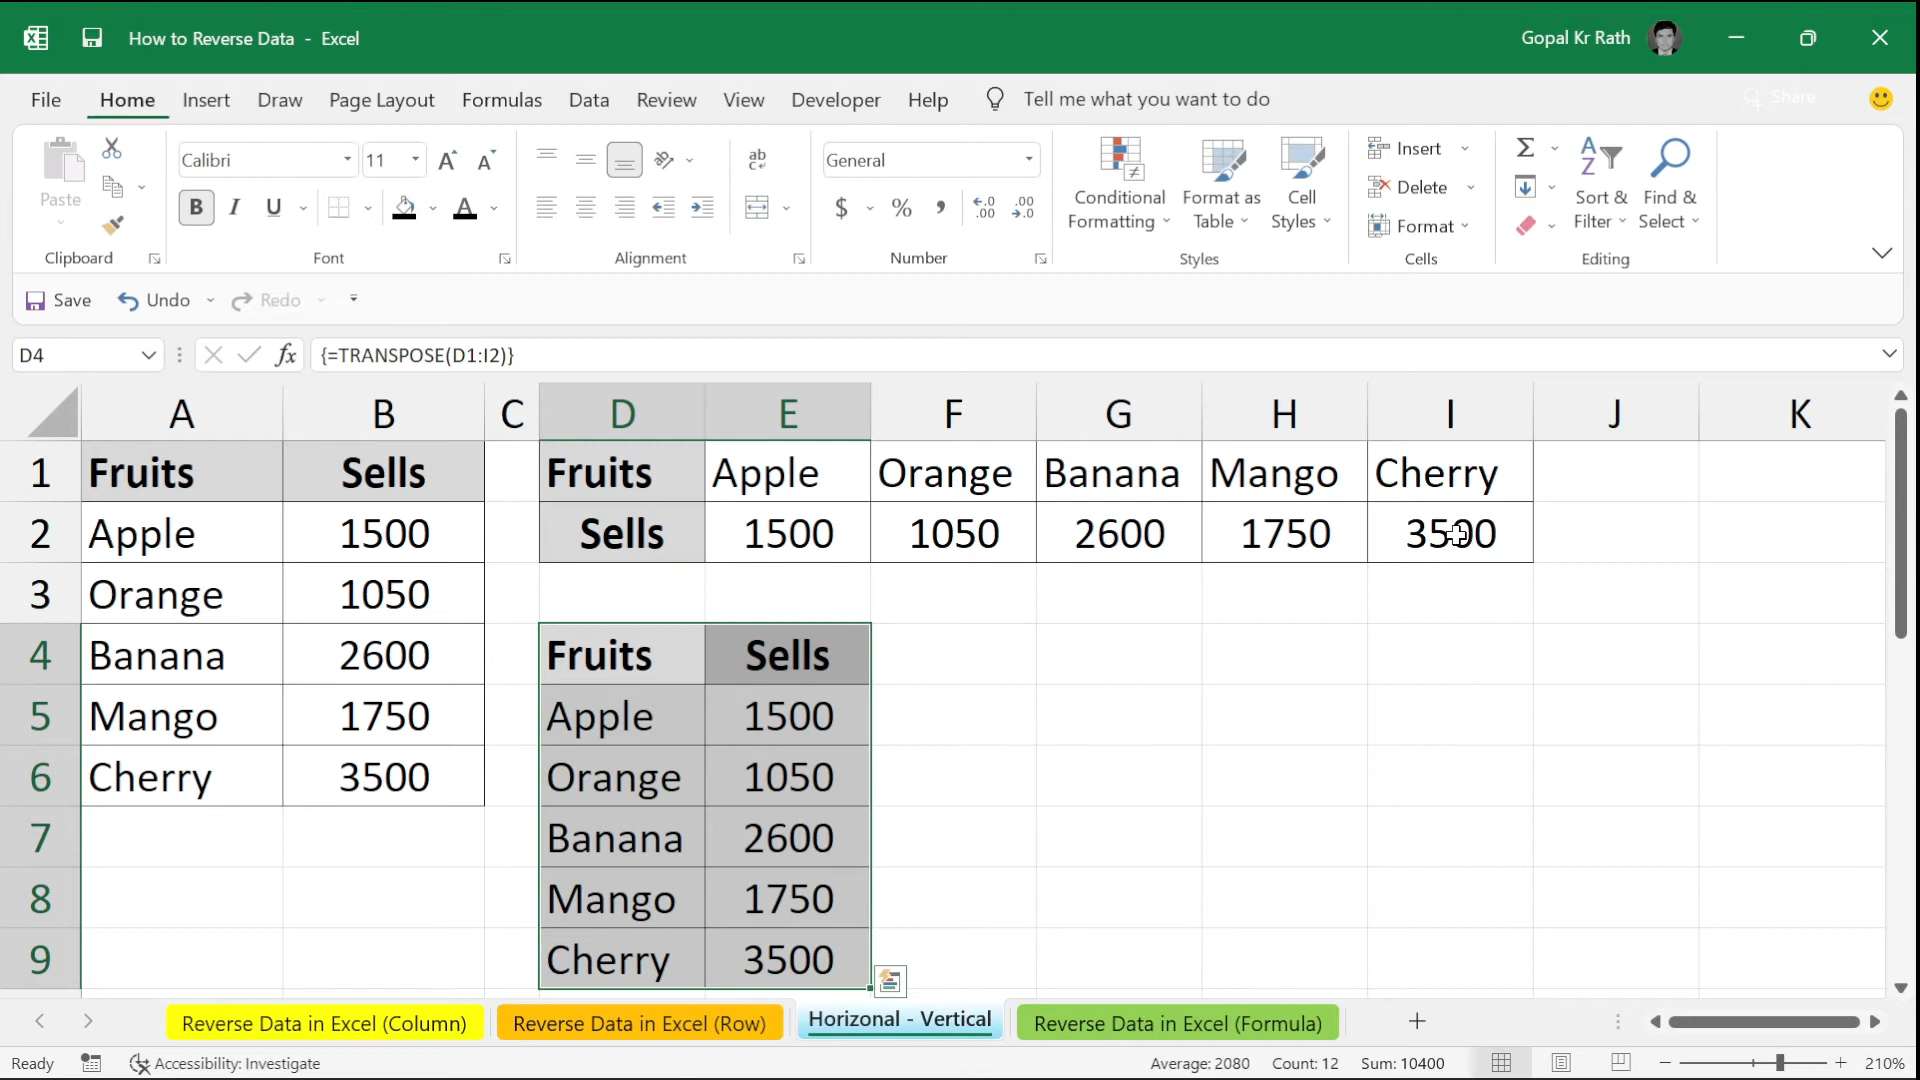 How to Reverse Data - Excel
Gopal Kr Rath
File Home Insert Draw Page Layout Formulas Data Review View Developer Help Tell me what you want to do Share
Paste
Clipboard
Calibri 11
B I U A
Font
ab
Alignment
General
$ % , .00 .00
Number
Conditional Formatting
Format as Table
Cell Styles
Styles
Insert
Delete
Format
Cells
Sort & Filter
Find & Select
Editing
Save Undo Redo
D4 fx {=TRANSPOSE(D1:I2)}
A B C D E F G H I J K
1 Fruits Sells Fruits Apple Orange Banana Mango Cherry
2 Apple 1500 Sells 1500 1050 2600 1750 3500
3 Orange 1050
4 Banana 2600 Fruits Sells
5 Mango 1750 Apple 1500
6 Cherry 3500 Orange 1050
7 Banana 2600
8 Mango 1750
9 Cherry 3500
Reverse Data in Excel (Column) Reverse Data in Excel (Row) Horizonal - Vertical Reverse Data in Excel (Formula)
Ready Accessibility: Investigate Average: 2080 Count: 12 Sum: 10400 210%